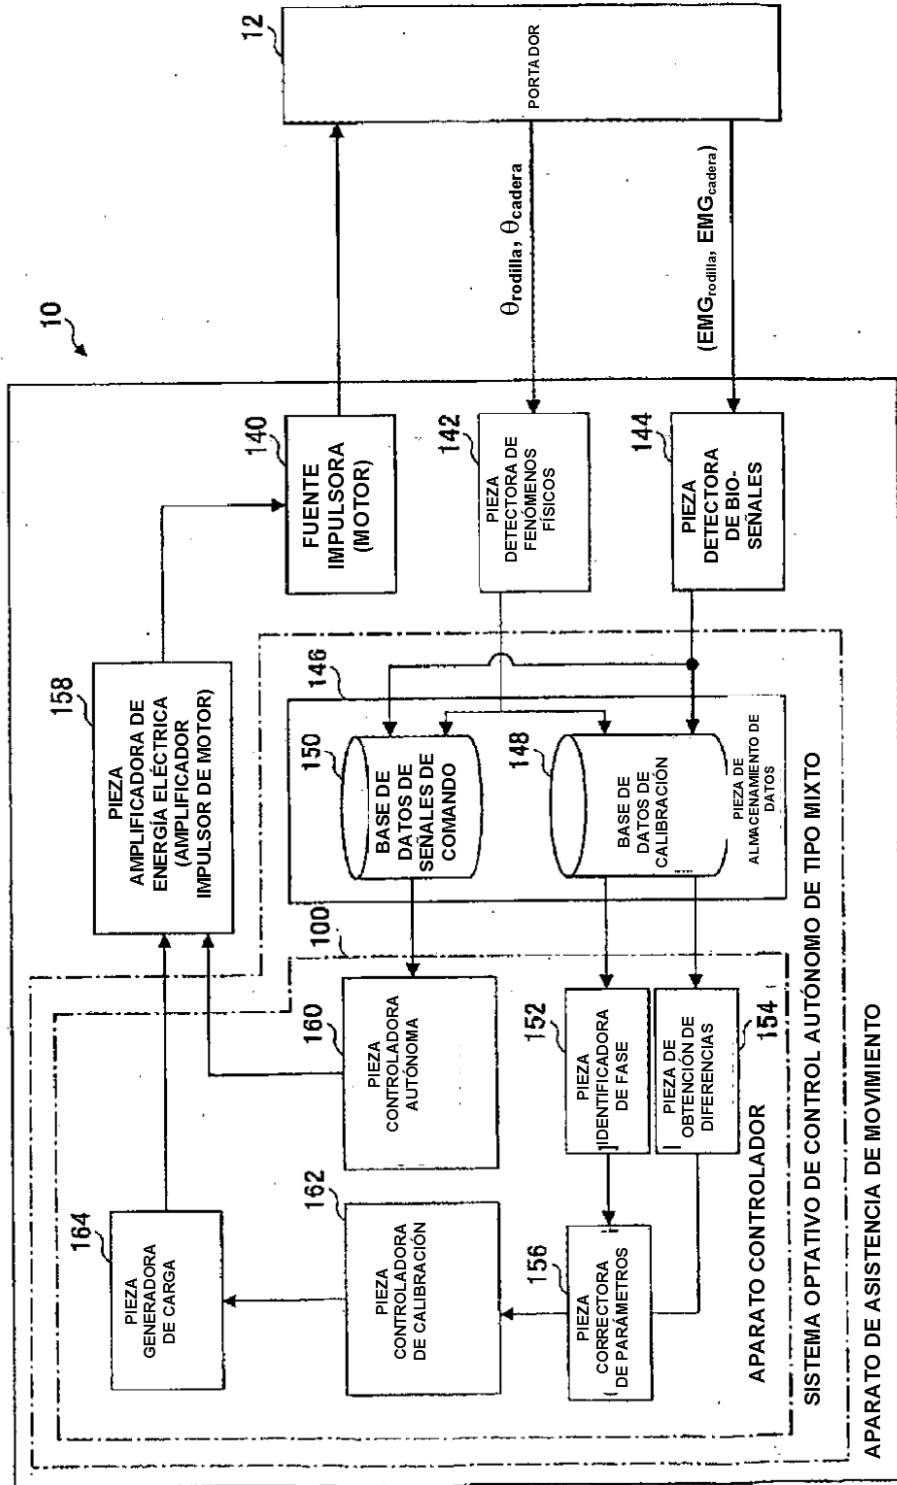 10
12
PORTADOR
θrodilla, θcadera
(EMGrodilla, EMGcadera)
158
PIEZA
AMPLIFICADORA DE
ENERGÍA ELÉCTRICA
(AMPLIFICADOR
IMPULSOR DE MOTOR)
140
FUENTE
IMPULSORA
(MOTOR)
142
PIEZA
DETECTORA DE
FENÓMENOS
FÍSICOS
144
PIEZA
DETECTORA
DE BIO-
SEÑALES
146
150
BASE DE
DATOS DE
SEÑALES DE
COMANDO
148
BASE DE
DATOS DE
CALIBRACIÓN
PIEZA DE
ALMACENAMIENTO DE
DATOS
100
164
PIEZA
GENERADORA
DE CARGA
160
PIEZA
CONTROLADORA
AUTÓNOMA
162
PIEZA
CONTROLADORA
DE CALIBRACIÓN
152
PIEZA
IDENTIFICADORA
DE FASE
154
PIEZA DE
OBTENCIÓN DE
DIFERENCIAS
156
PIEZA
CORRECTORA
DE PARÁMETROS
APARATO CONTROLADOR
SISTEMA OPTATIVO DE CONTROL AUTÓNOMO DE TIPO MIXTO
APARATO DE ASISTENCIA DE MOVIMIENTO